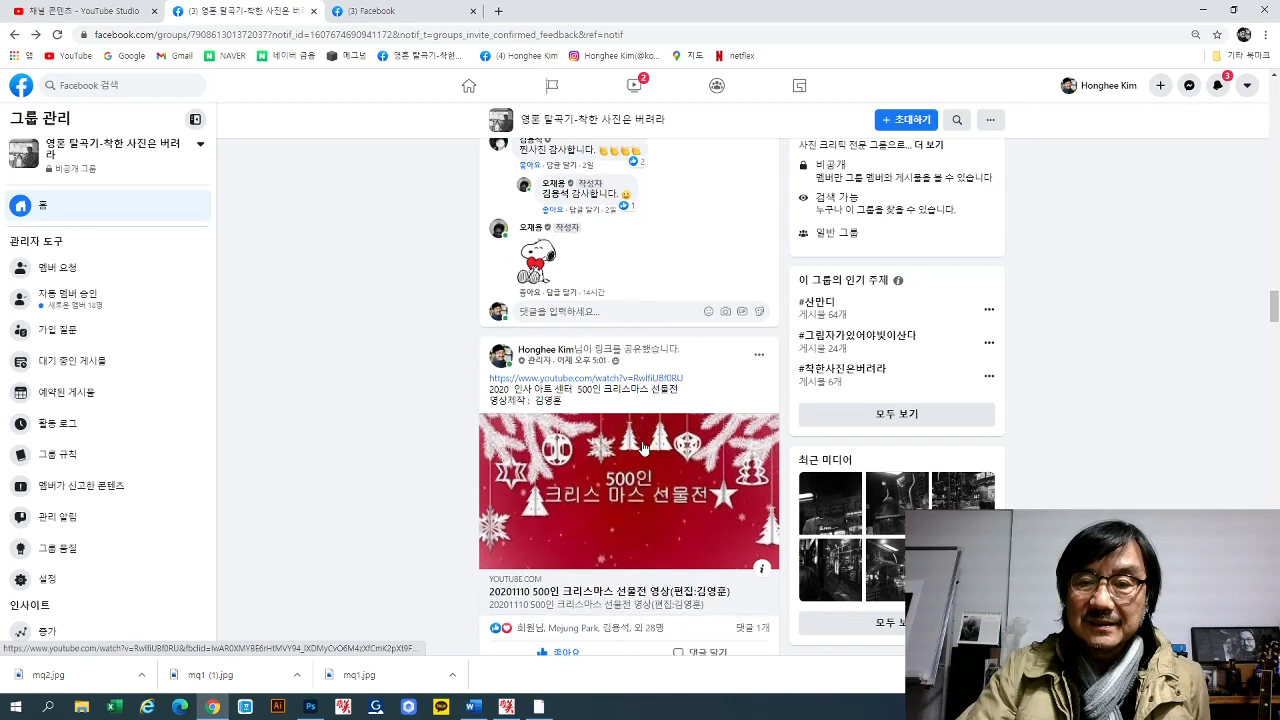 채널 콘텐츠 - YouTube Studio
(3) 영혼 탈곡기-착한 사진은 버
(3) Facebook
facebook.com/groups/790861301372037?notif_id=1607674690941172&notif_t=groups_invite_confirmed_feedback&ref=notif
앱
YouTube
Google
Gmail
NAVER
네이버 금융
메그넘
영혼 탈곡기-착한...
(4) Honghee Kim
Honghee Kim(@ko...
지도
netflex
기타 북마크
Facebook 검색
2
Honghee Kim
3
그룹 관리
영혼 탈곡기-착한 사진은 버려
라
비공개 그룹
홈
관리자 도구
멤버 요청
자동 멤버 승인
새로운 멤버 18명
가입 질문
대기 중인 게시물
예약된 게시물
활동 로그
그룹 규칙
멤버가 신고한 콘텐츠
관리 알림
그룹 품질
설정
인사이트
증가
영혼 탈곡기-착한 사진은 버려라
초대하기
찐사진 감사합니다.
2
좋아요 · 답글 달기 · 2일
오재용 작성자
김용석 감사합니다.
좋아요 · 답글 달기 · 2일
1
오재용 작성자
좋아요 · 답글 달기 · 14시간
댓글을 입력하세요...
Honghee Kim님이 링크를 공유했습니다.
관리자 · 어제 오후 5:01
https://www.youtube.com/watch?v=RwIfiUBf0RU
2020 인사 아트 센터 500인 크리스마스 선물전
영상제작 ; 김영훈
500인
크리스 마스 선물전
YOUTUBE.COM
20201110 500인 크리스마스 선물전 영상(편집:김영훈)
20201110 500인 크리스마스 선물전 영상(편집:김영훈)
회원님, Mejung Park, 김용석, 외 28명
댓글 1개
좋아요
댓글 달기
사진 크리틱 전문 그룹으로... 더 보기
비공개
멤버만 그룹 멤버와 게시물을 볼 수 있습니다
검색 가능
누구나 이 그룹을 찾을 수 있습니다.
일반 그룹
이 그룹의 인기 주제
#산만디
게시물 64개
#그림자가있어야빛이산다
게시물 24개
#착한사진은버려라
게시물 6개
모두 보기
최근 미디어
모두 보
mq2.jpg
mq1 (1).jpg
mq1.jpg